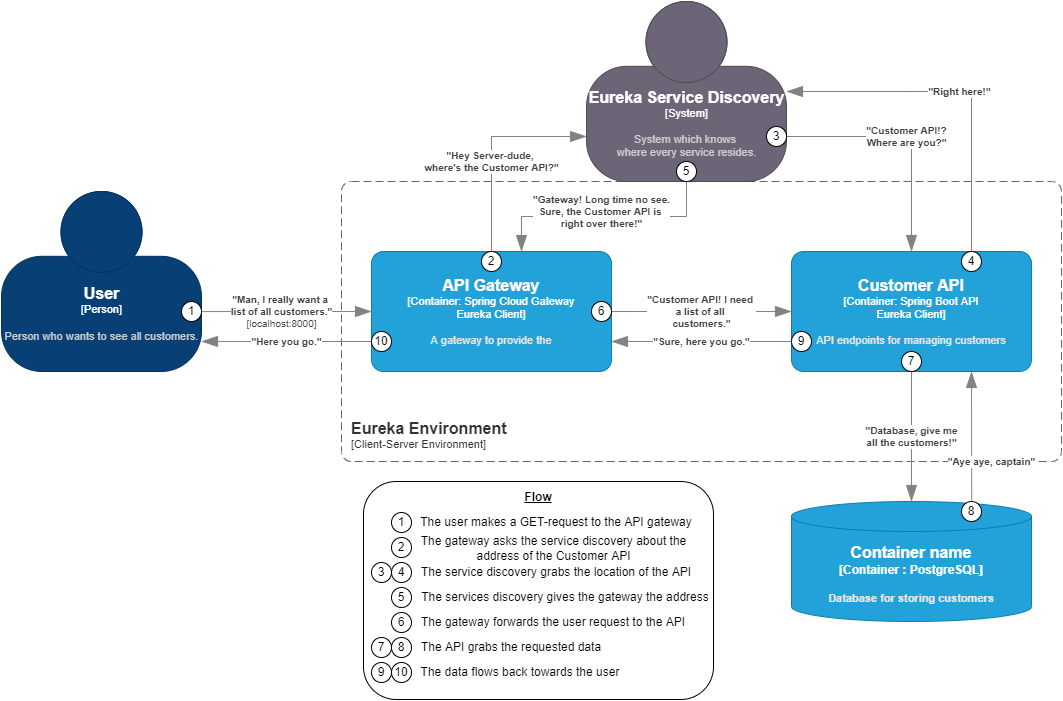 Eureka Service Discovery
[System]
System which knows
where every service resides.
3
5
"Right here!"
"Customer API!?
Where are you?"
"Hey Server-dude,
where's the Customer API?"
"Gateway! Long time no see.
Sure, the Customer API is
right over there!"
User
[Person]
Person who wants to see all customers.
1
"Man, I really want a
list of all customers."
[localhost:8000]
"Here you go."
2
API Gateway
[Container: Spring Cloud Gateway
Eureka Client]
A gateway to provide the
6
10
"Customer API! I need
a list of all
customers."
"Sure, here you go."
4
Customer API
[Container: Spring Boot API
Eureka Client]
API endpoints for managing customers
9
7
Eureka Environment
[Client-Server Environment]
"Database, give me
all the customers!"
"Aye aye, captain"
8
Container name
[Container : PostgreSQL]
Database for storing customers
Flow
1 The user makes a GET-request to the API gateway
2 The gateway asks the service discovery about the
address of the Customer API
3 4 The service discovery grabs the location of the API
5 The services discovery gives the gateway the address
6 The gateway forwards the user request to the API
7 8 The API grabs the requested data
9 10 The data flows back towards the user